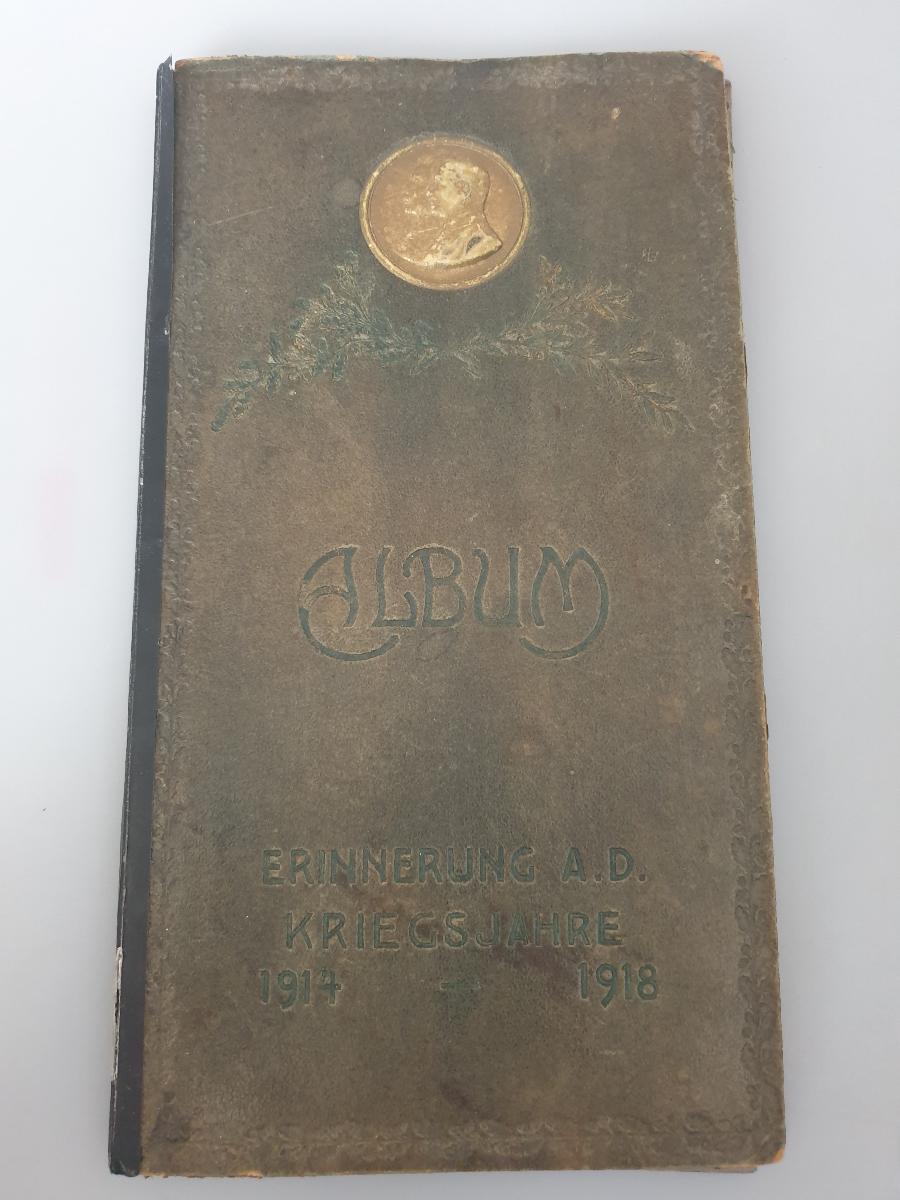 ALBUM
ERINNERUNG A.D.
KRIEGSJAHRE
1914 1918